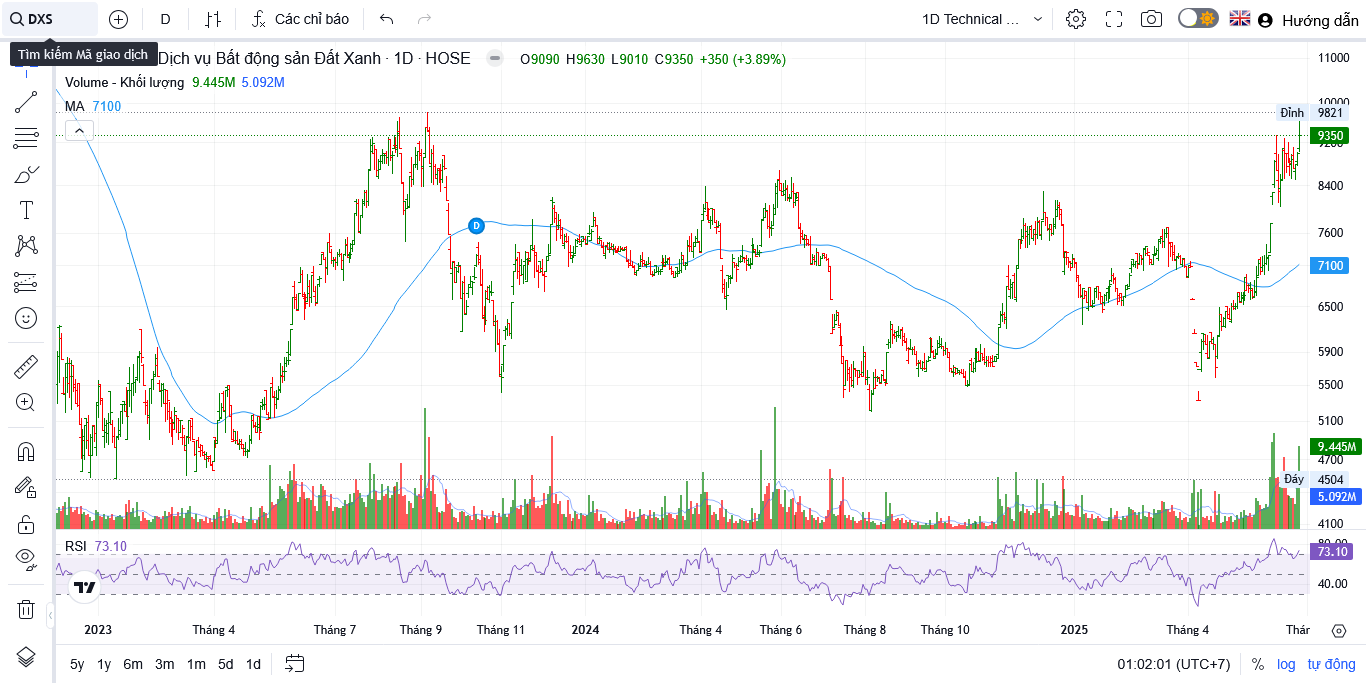 DXS
D
Các chỉ báo
1D Technical ...
Hướng dẫn
Tìm kiếm Mã giao dịch
Dịch vụ Bất động sản Đất Xanh · 1D · HOSE
O9090 H9630 L9010 C9350 +350 (+3.89%)
Volume - Khối lượng 9.445M 5.092M
MA 7100
D
11000
10000
Đỉnh 9821
9350
9200
8400
7600
7100
6500
5900
5500
5100
9.445M
4700
Đáy 4504
5.092M
4100
RSI 73.10
80.00
73.10
40.00
2023 Tháng 4 Tháng 7 Tháng 9 Tháng 11 2024 Tháng 4 Tháng 6 Tháng 8 Tháng 10 2025 Tháng 4 Thár
5y 1y 6m 3m 1m 5d 1d
01:02:01 (UTC+7) % log tự động